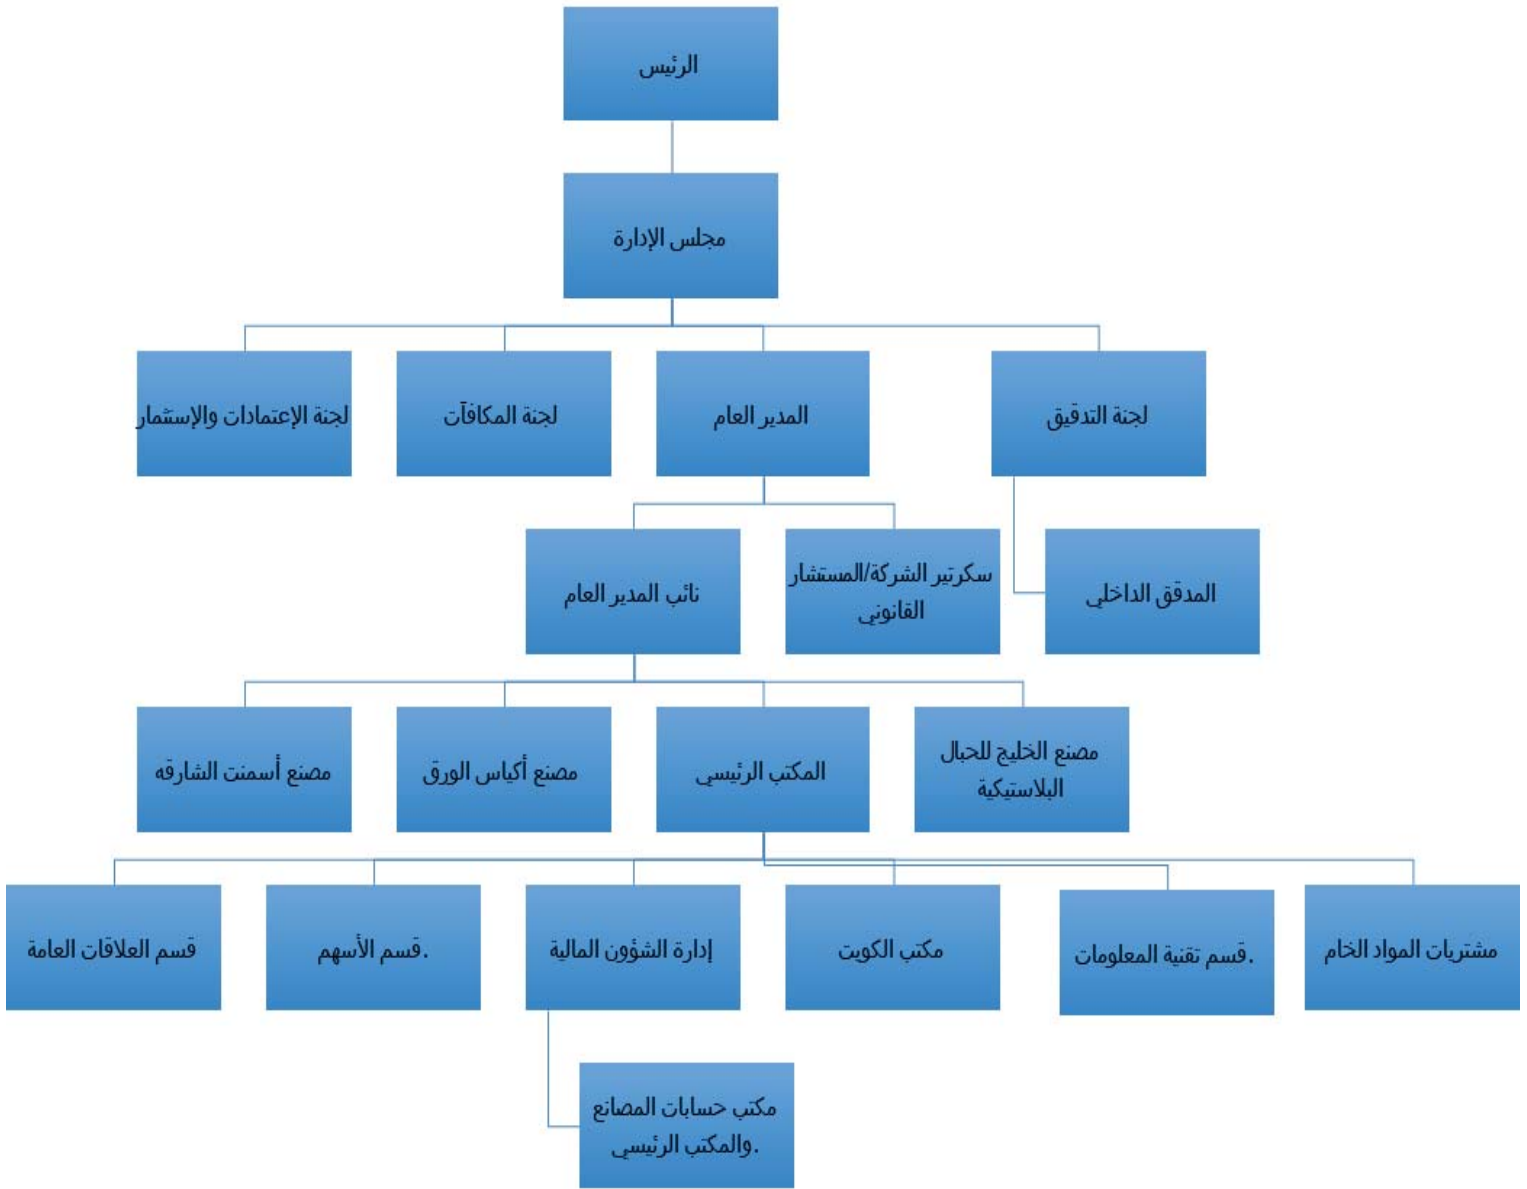 الرئيس
مجلس الإدارة
لجنة التدقيق
المدير العام
لجنة المكافآت
لجنة الإعتمادات والإستثمار
المدقق الداخلي
سكرتير الشركة/المستشار
القانوني
نائب المدير العام
مصنع الخليج للحبال
البلاستيكية
المكتب الرئيسي
مصنع أكياس الورق
مصنع أسمنت الشارقه
مشتريات المواد الخام
.قسم تقنية المعلومات
مكتب الكويت
إدارة الشؤون المالية
.قسم الأسهم
قسم العلاقات العامة
مكتب حسابات المصانع
.والمكتب الرئيسي